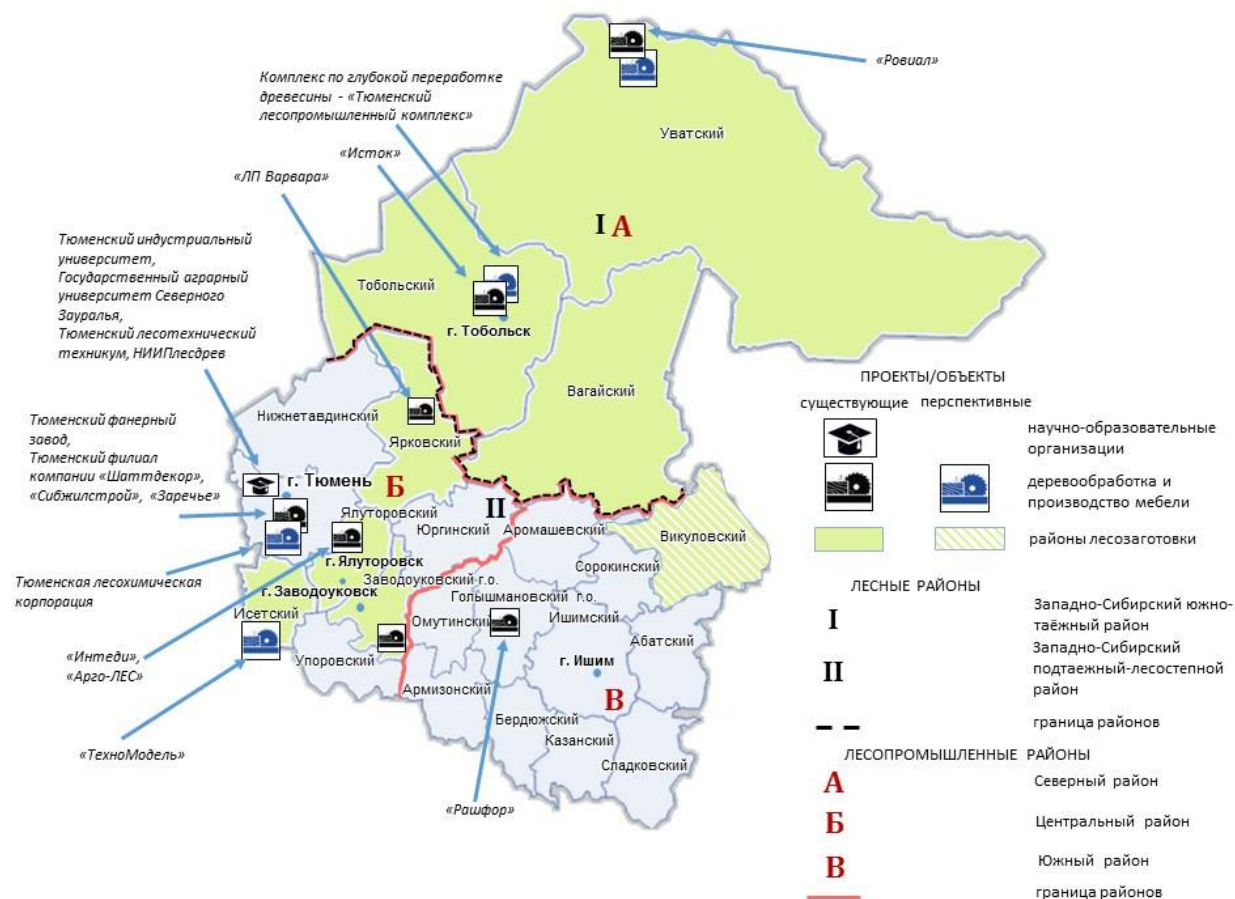 «Ровиал»
Комплекс по глубокой переработке
древесины - «Тюменский
лесопромышленный комплекс»
«Исток»
«ЛП Варвара»
Тюменский индустриальный
университет,
Государственный аграрный
университет Северного
Зауралья,
Тюменский лесотехнический
техникум, НИИПлесдрев
Тюменский фанерный
завод,
Тюменский филиал
компании «Шаттдекор»,
«Сибжилстрой», «Заречье»
Тюменская лесохимическая
корпорация
«Интеди»,
«Арго-ЛЕС»
«ТехноМодель»
«Рашфор»
Уватский
I А
Тобольский
г. Тобольск
Вагайский
Нижнетавдинский
Ярковский
г. Тюмень
Б
II
Ялуторовский
Юргинский
Аромашевский
Викуловский
г. Ялуторовск
Сорокинский
Заводоуковский г.о.
г. Заводоуковск
Голышмановский г.о.
Исетский
Омутинский
Ишимский
Абатский
Упоровский
г. Ишим
Армизонский
В
Бердюжский
Казанский
Сладковский
ПРОЕКТЫ/ОБЪЕКТЫ
существующие перспективные
научно-образовательные
организации
деревообработка и
производство мебели
районы лесозаготовки
ЛЕСНЫЕ РАЙОНЫ
I
Западно-Сибирский южно-
таёжный район
II
Западно-Сибирский
подтаежный-лесостепной
район
граница районов
ЛЕСОПРОМЫШЛЕННЫЕ РАЙОНЫ
А
Северный район
Б
Центральный район
В
Южный район
граница районов